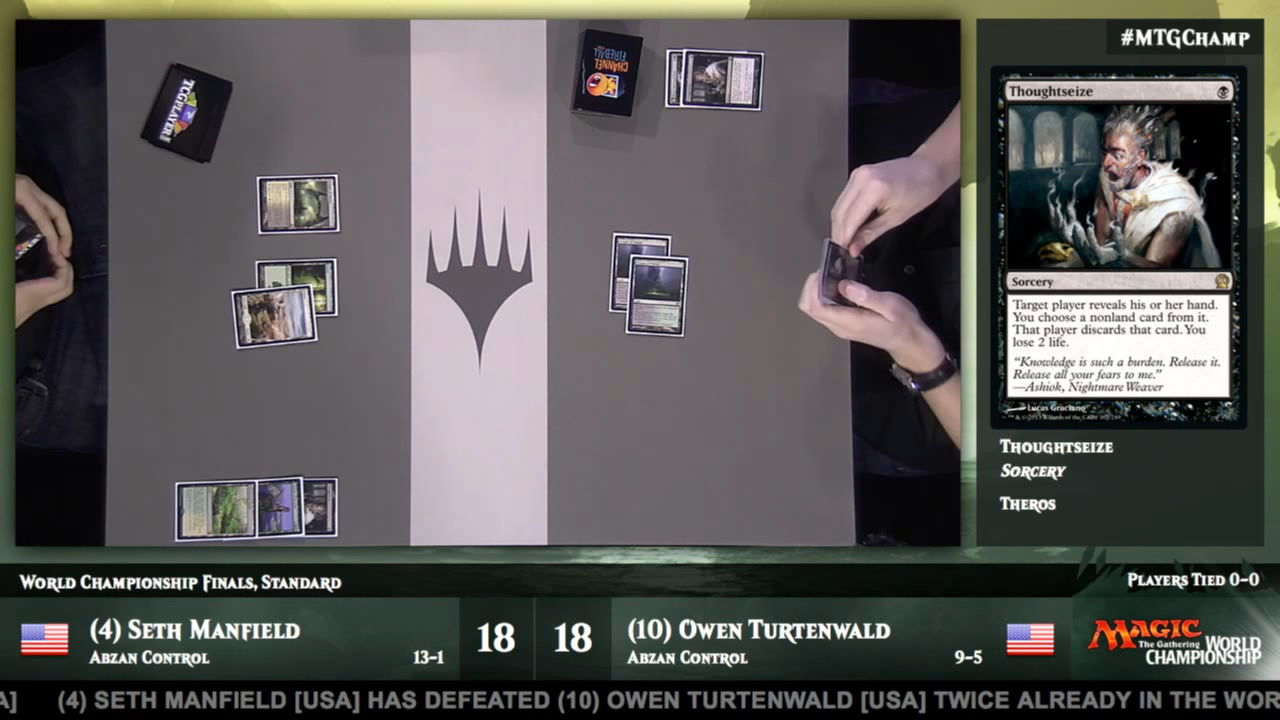 #MTGChamp
TCGPLAYER
CHANNEL
FIREBALL
Thoughtseize
Sorcery
Target player reveals his or her hand.
You choose a nonland card from it.
That player discards that card. You
lose 2 life.
“Knowledge is such a burden. Release it.
Release all your fears to me.”
—Ashiok, Nightmare Weaver
Lucas Graciano
Thoughtseize
Sorcery
Theros
World Championship Finals, Standard
Players Tied 0-0
(4) Seth Manfield
Abzan Control
13-1
18
18
(10) Owen Turtenwald
Abzan Control
9-5
Magic
The Gathering
World
Championship
A] (4) SETH MANFIELD [USA] HAS DEFEATED (10) OWEN TURTENWALD [USA] TWICE ALREADY IN THE WOR